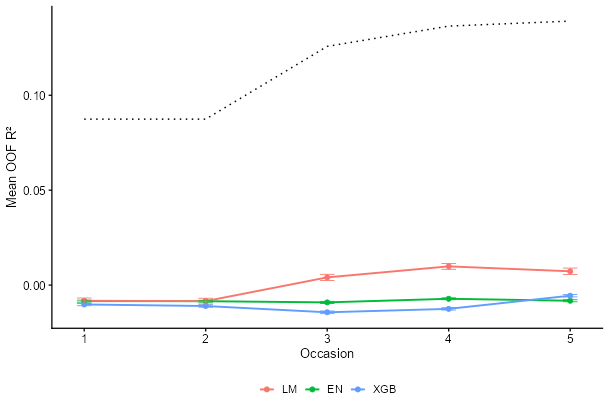 Mean OOF R²
0.10
0.05
0.00
1 2 3 4 5
Occasion
LM EN XGB